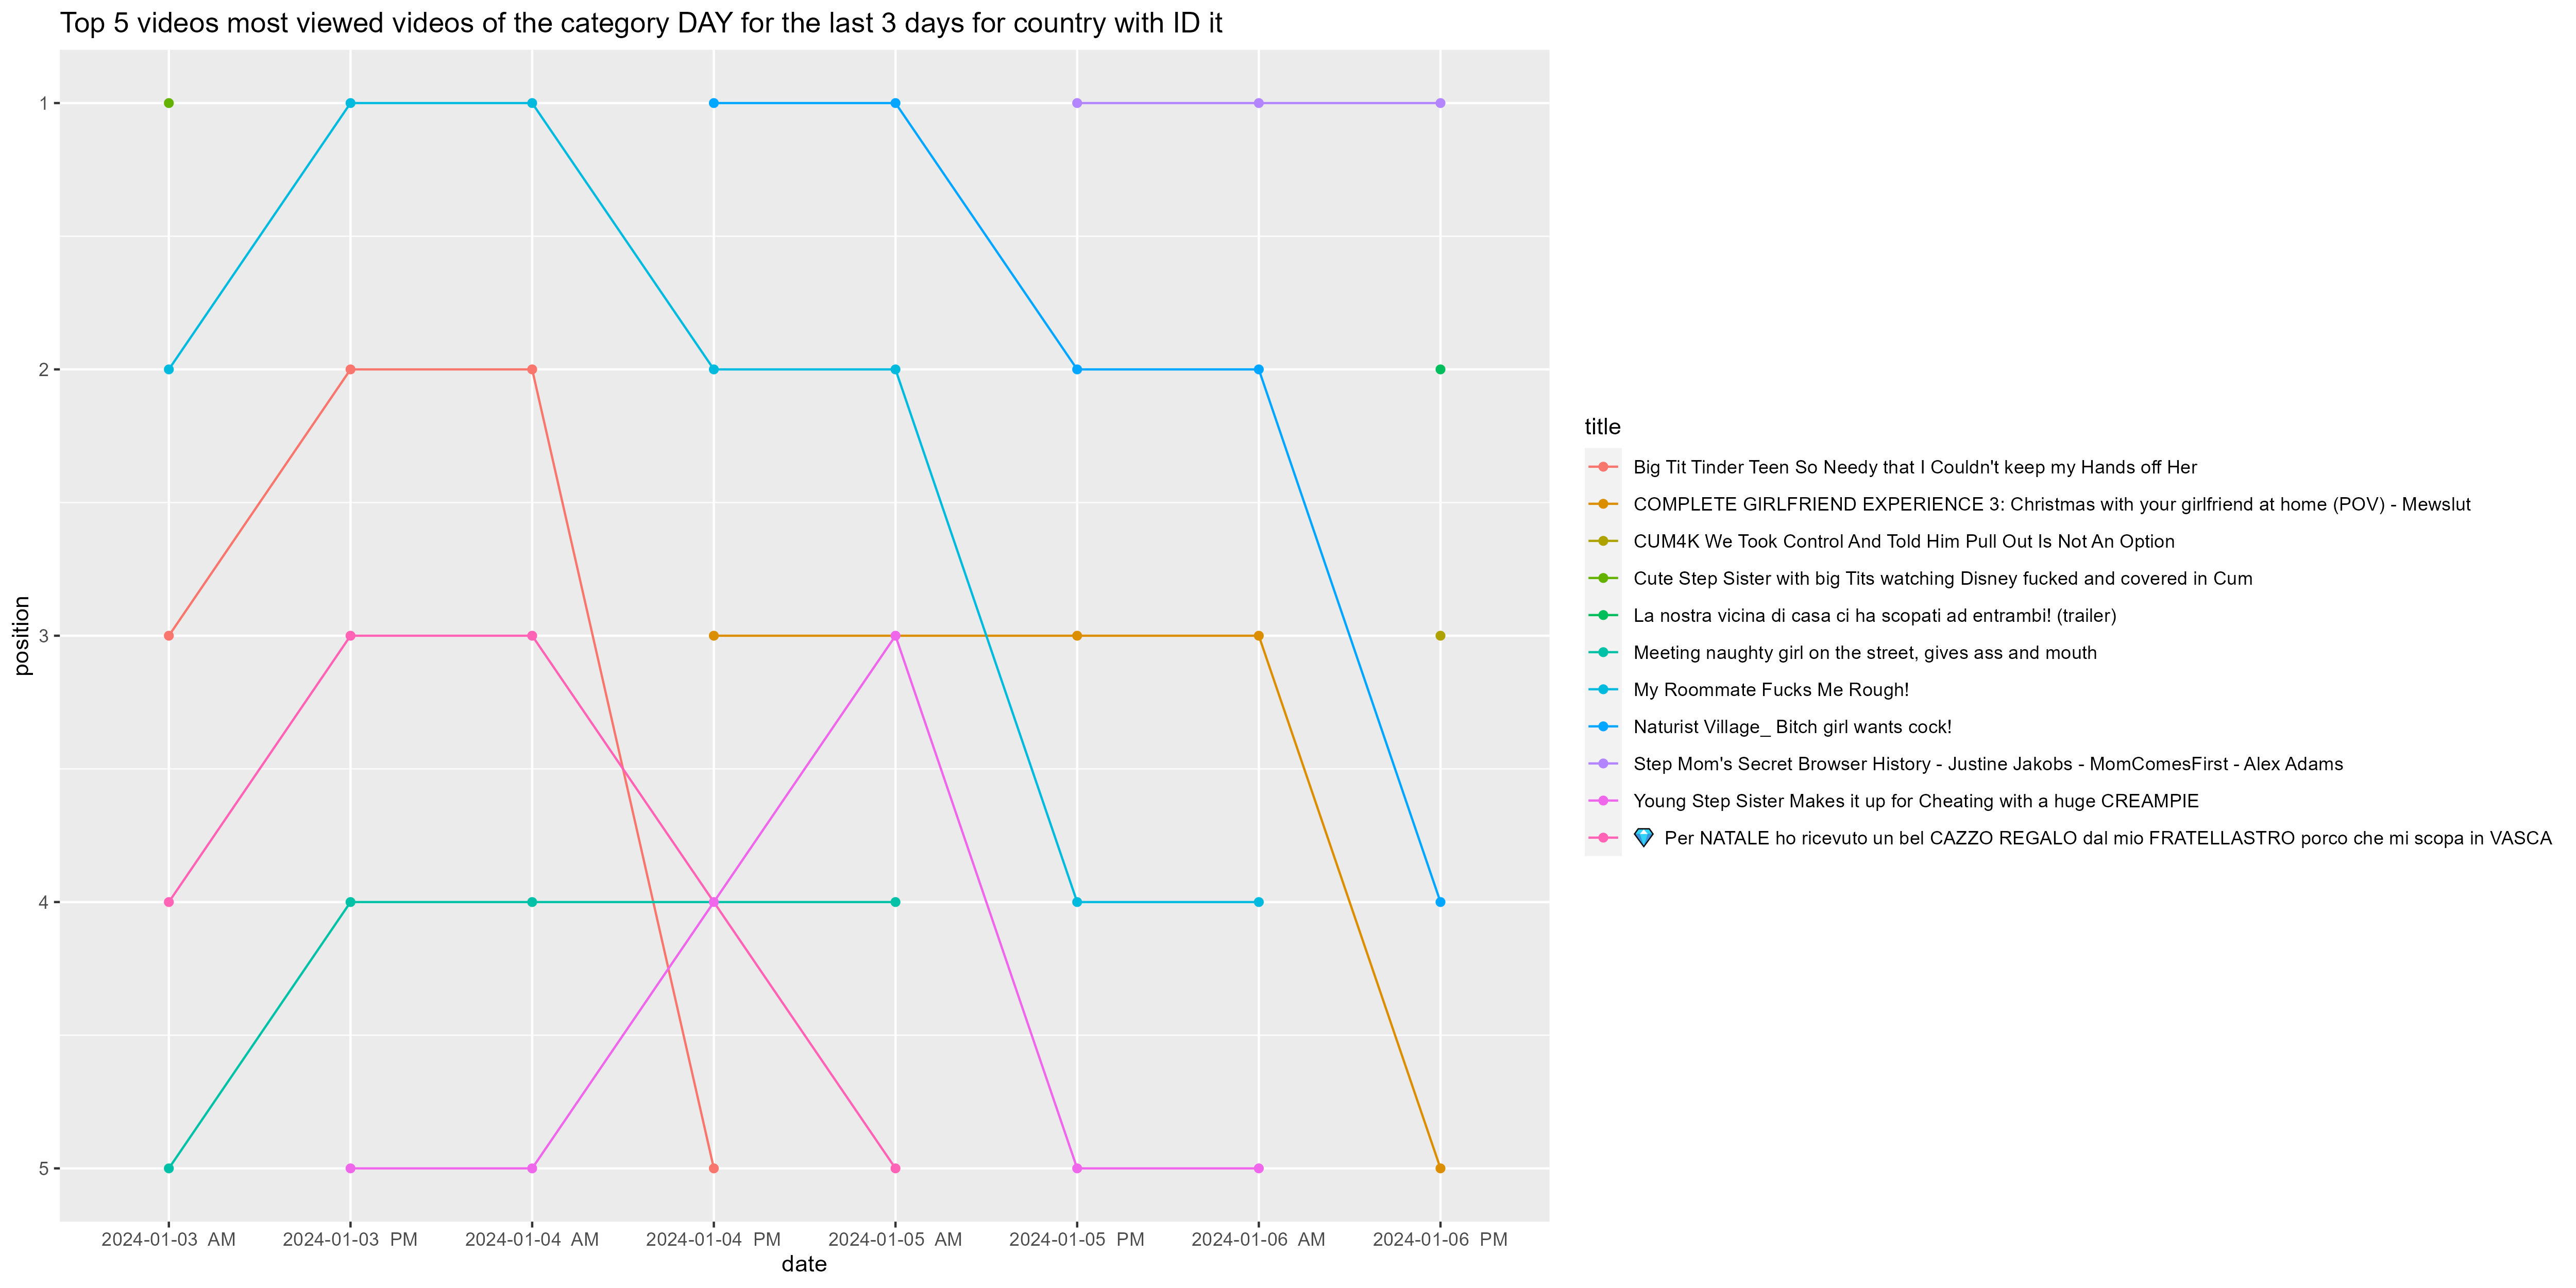 Top 5 videos most viewed videos of the category DAY for the last 3 days for country with ID it
1
2
3
4
5
position
2024-01-03 AM
2024-01-03 PM
2024-01-04 AM
2024-01-04 PM
2024-01-05 AM
2024-01-05 PM
2024-01-06 AM
2024-01-06 PM
date
title
Big Tit Tinder Teen So Needy that I Couldn't keep my Hands off Her
COMPLETE GIRLFRIEND EXPERIENCE 3: Christmas with your girlfriend at home (POV) - Mewslut
CUM4K We Took Control And Told Him Pull Out Is Not An Option
Cute Step Sister with big Tits watching Disney fucked and covered in Cum
La nostra vicina di casa ci ha scopati ad entrambi! (trailer)
Meeting naughty girl on the street, gives ass and mouth
My Roommate Fucks Me Rough!
Naturist Village_ Bitch girl wants cock!
Step Mom's Secret Browser History - Justine Jakobs - MomComesFirst - Alex Adams
Young Step Sister Makes it up for Cheating with a huge CREAMPIE
💎 Per NATALE ho ricevuto un bel CAZZO REGALO dal mio FRATELLASTRO porco che mi scopa in VASCA